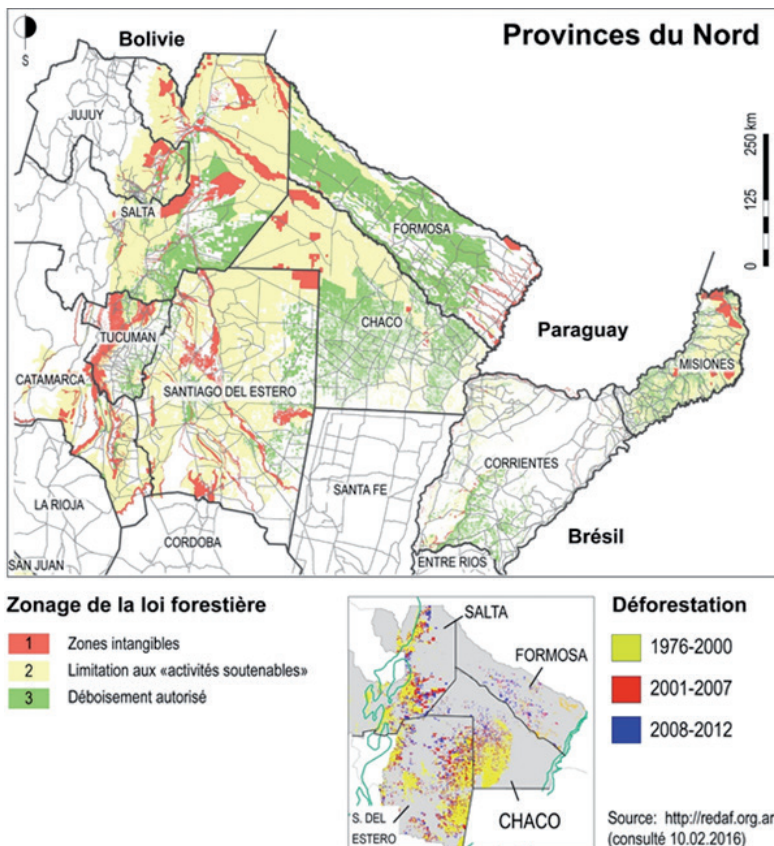 Provinces du Nord
Bolivie
S
JUJUY
250 km
125
0
SALTA
FORMOSA
CHACO
Paraguay
TUCUMAN
MISIONES
CATAMARCA
SANTIAGO DEL ESTERO
CORRIENTES
SANTA FE
LA RIOJA
Brésil
CORDOBA
ENTRE RIOS
SAN JUAN
Zonage de la loi forestière
1 Zones intangibles
2 Limitation aux «activités soutenables»
3 Déboisement autorisé
SALTA
FORMOSA
S. DEL
ESTERO
CHACO
Déforestation
1976-2000
2001-2007
2008-2012
Source: http://redaf.org.ar
(consulté 10.02.2016)